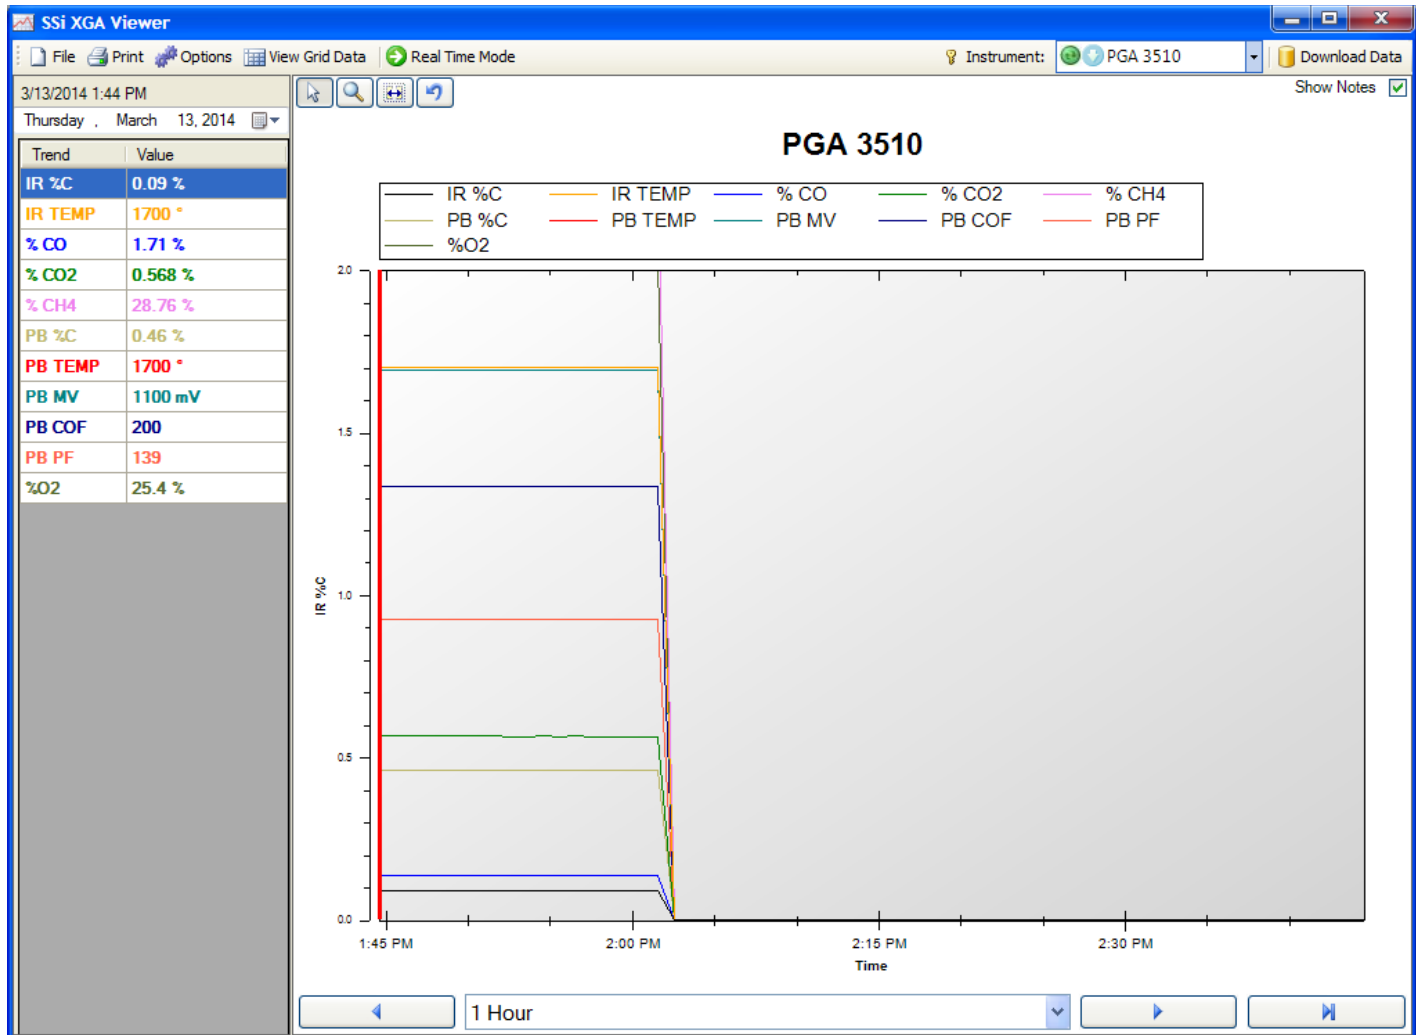 SSi XGA Viewer
File Print Options View Grid Data Real Time Mode Instrument: PGA 3510 Download Data
3/13/2014 1:44 PM
Show Notes
Thursday , March 13, 2014
PGA 3510
Trend Value
IR %C 0.09 %
IR TEMP 1700 °
% CO 1.71 %
% CO2 0.568 %
% CH4 28.76 %
PB %C 0.46 %
PB TEMP 1700 °
PB MV 1100 mV
PB COF 200
PB PF 139
%O2 25.4 %
IR %C IR TEMP % CO % CO2 % CH4
PB %C PB TEMP PB MV PB COF PB PF
%O2
2.0
1.5
1.0
0.5
0.0
IR %C
1:45 PM 2:00 PM 2:15 PM 2:30 PM
Time
1 Hour